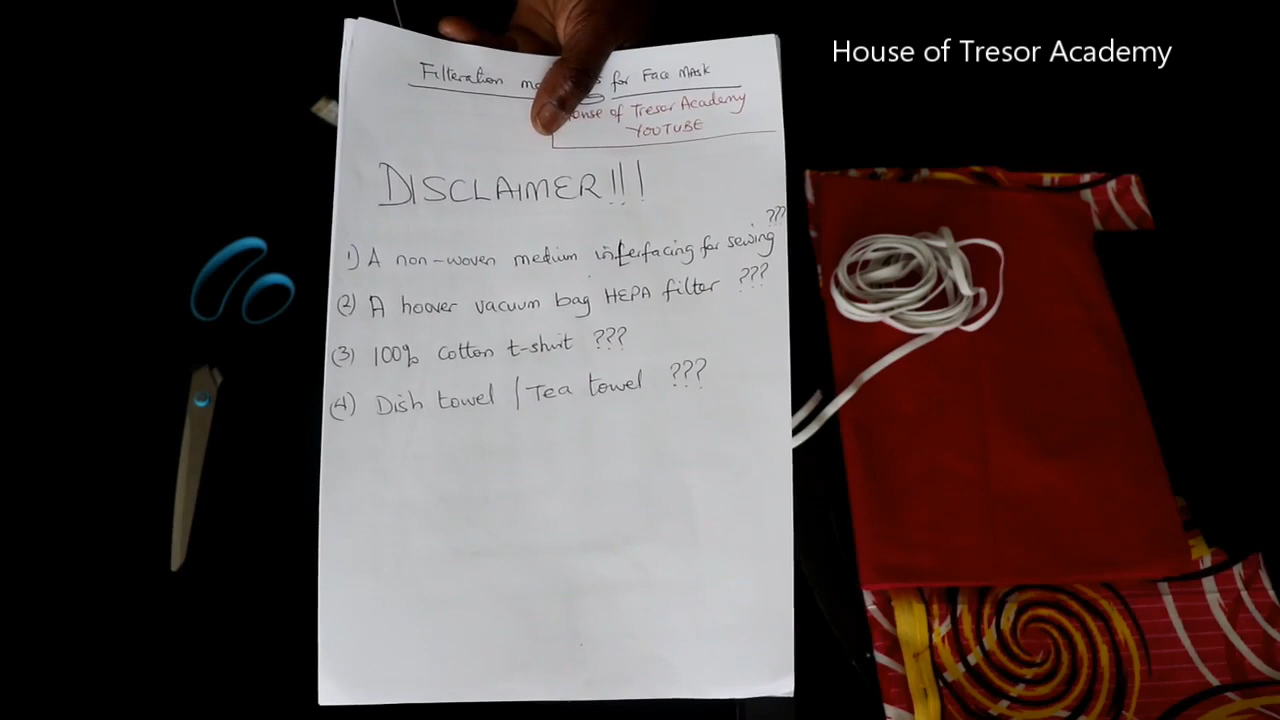 House of Tresor Academy
Filteration for Face Mask
of Tresor Academy
YOUTUBE
DISCLAIMER!!!
???
1) A non-woven medium interfacing for sewing
(2) A hoover vacuum bag HEPA filter ???
(3) 100% cotton t-shirt ???
(4) Dish towel / Tea towel ???